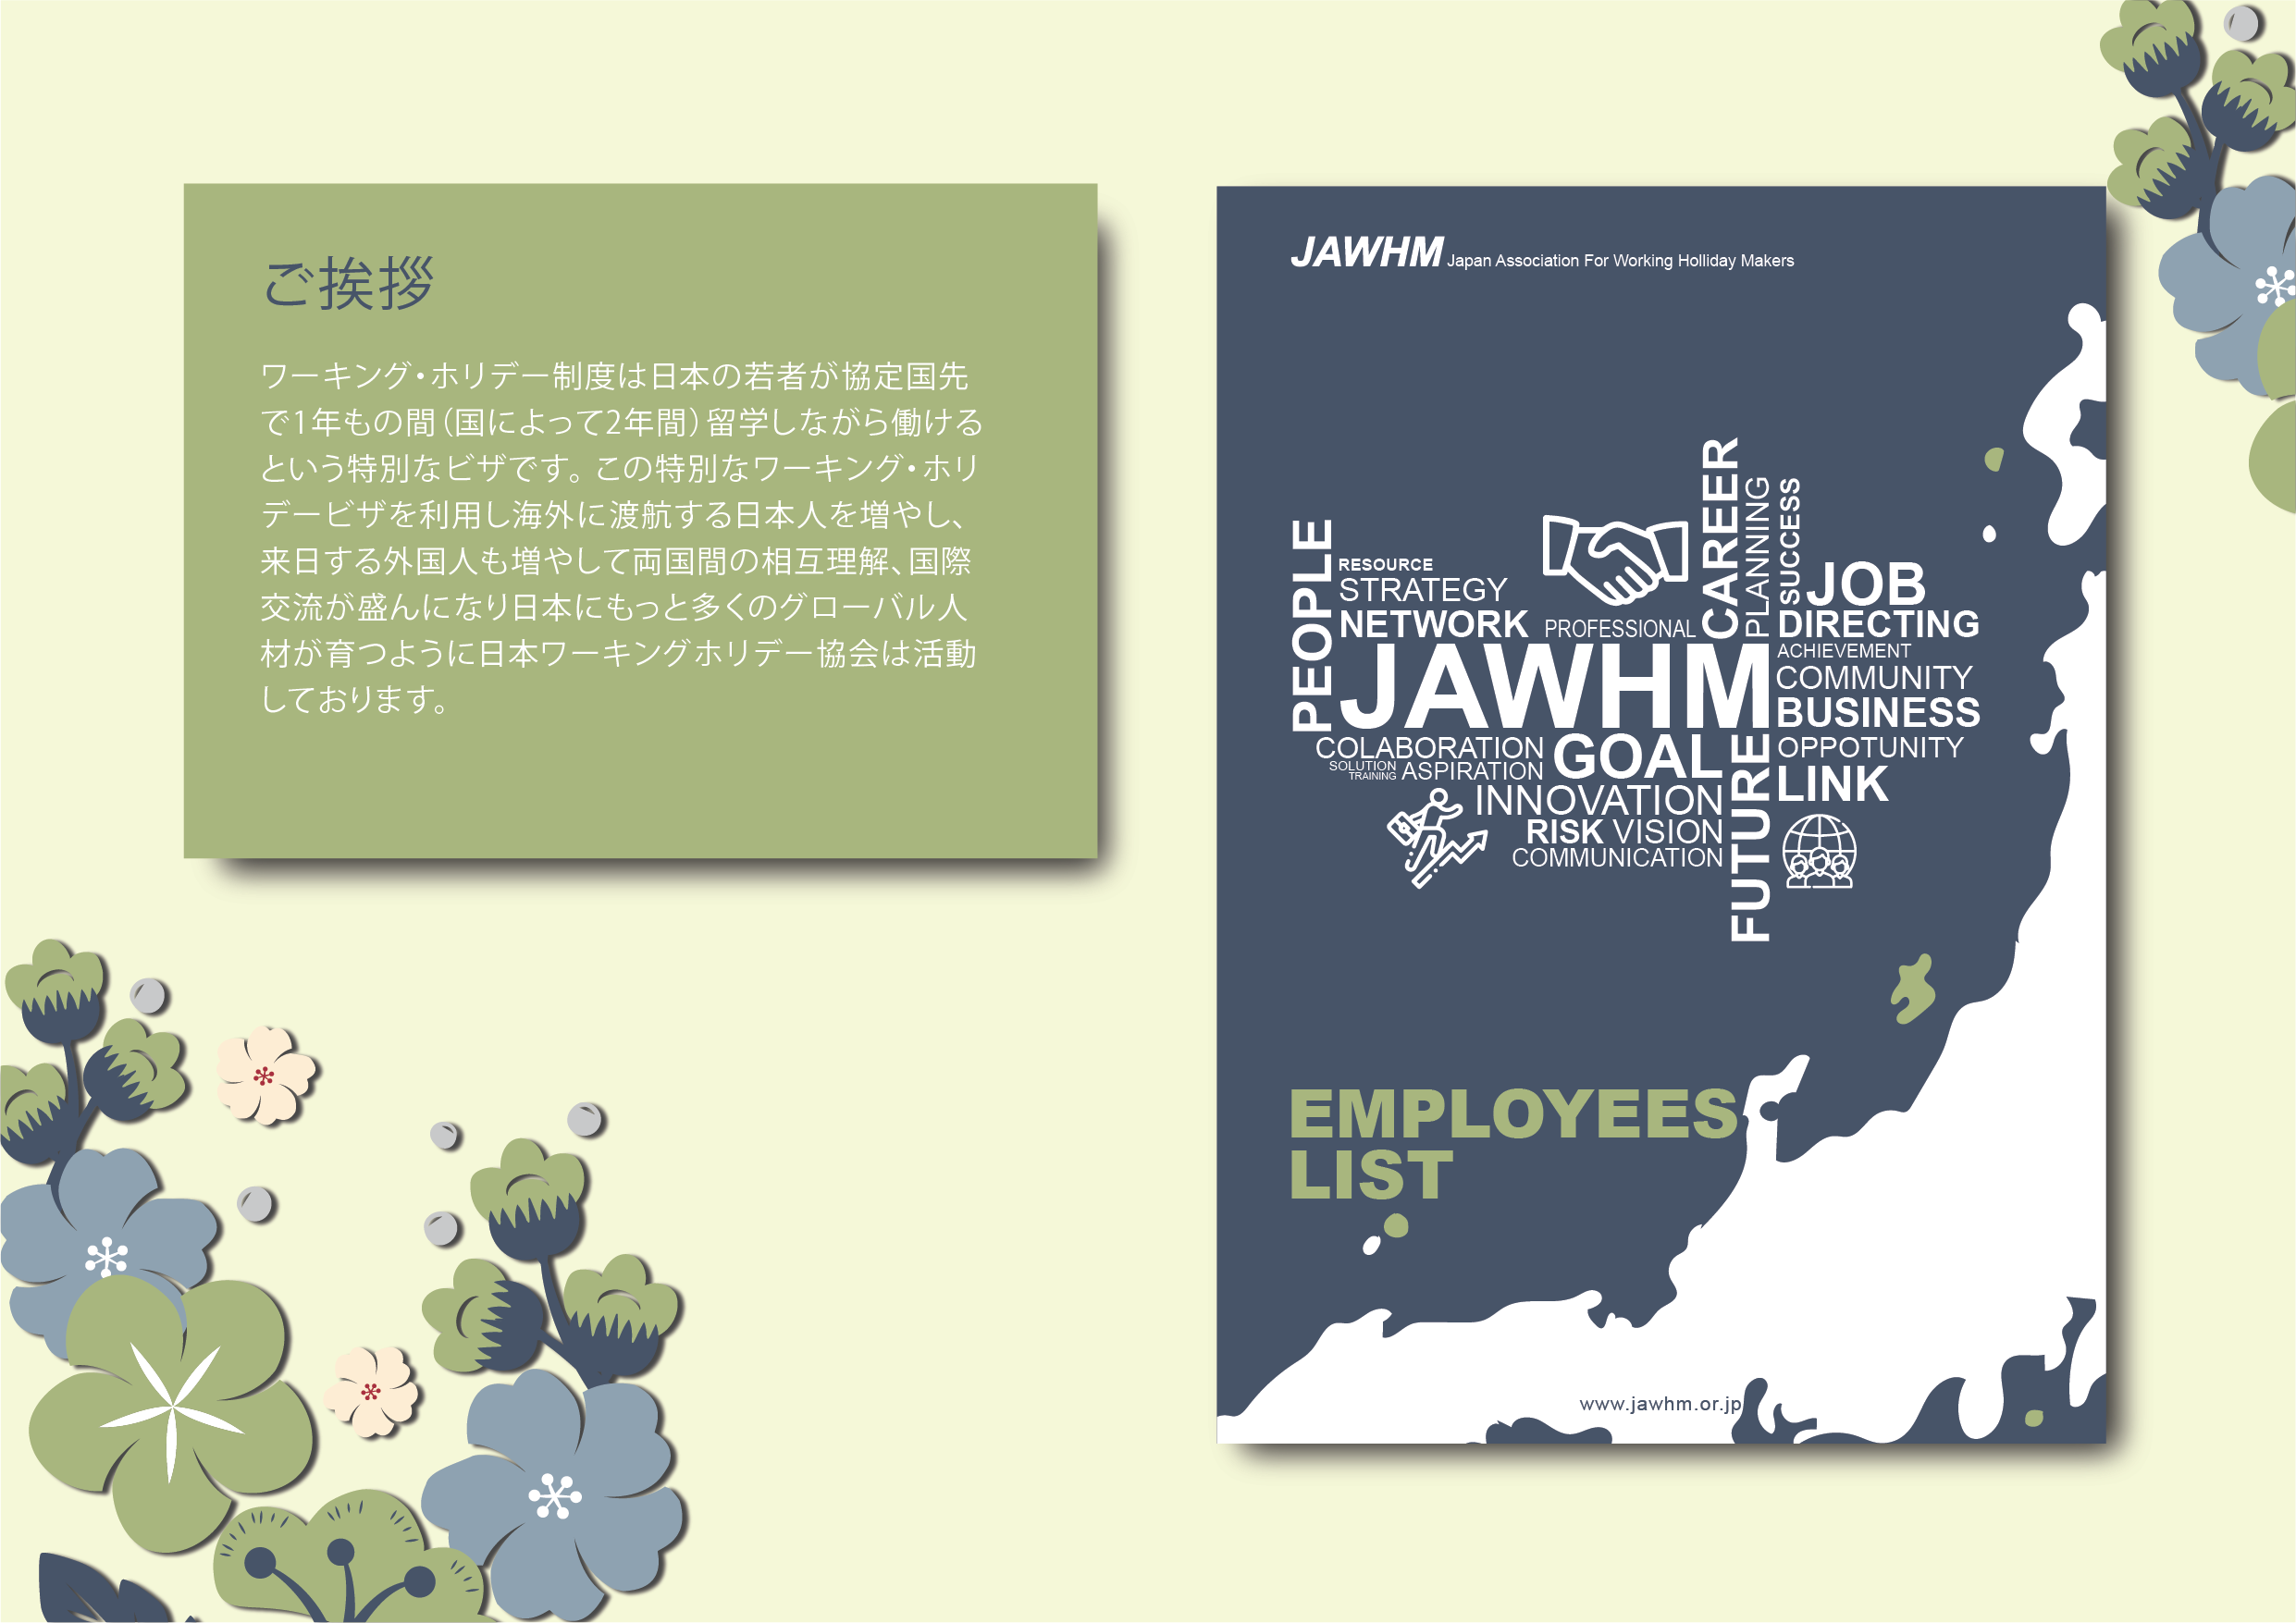 ご挨拶
ワーキング・ホリデー制度は日本の若者が協定国先
で1年もの間（国によって2年間）留学しながら働ける
という特別なビザです。この特別なワーキング・ホリ
デービザを利用し海外に渡航する日本人を増やし、
来日する外国人も増やして両国間の相互理解、国際
交流が盛んになり日本にもっと多くのグローバル人
材が育つように日本ワーキングホリデー協会は活動
しております。
JAWHM Japan Association For Working Holliday Makers
PEOPLE
RESOURCE
STRATEGY
NETWORK
PROFESSIONAL
CAREER
PLANNING
SUCCESS
JOB
DIRECTING
ACHIEVEMENT
COMMUNITY
BUSINESS
JAWHM
COLABORATION
SOLUTION
TRAINING
ASPIRATION
GOAL
INNOVATION
RISK VISION
COMMUNICATION
FUTURE
OPPOTUNITY
LINK
EMPLOYEES
LIST
www.jawhm.or.jp